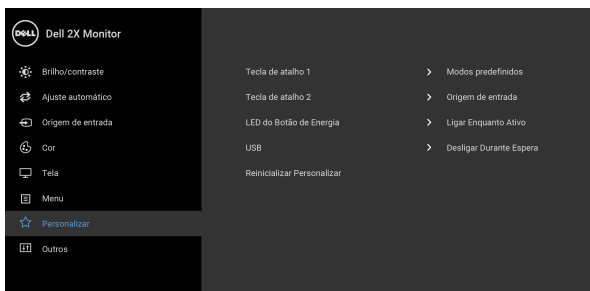 DELL Dell 2X Monitor
Brilho/contraste Tecla de atalho 1 Modos predefinidos
Ajuste automático Tecla de atalho 2 Origem de entrada
Origem de entrada LED do Botão de Energia Ligar Enquanto Ativo
Cor USB Desligar Durante Espera
Tela Reinicializar Personalizar
Menu
Personalizar
Outros